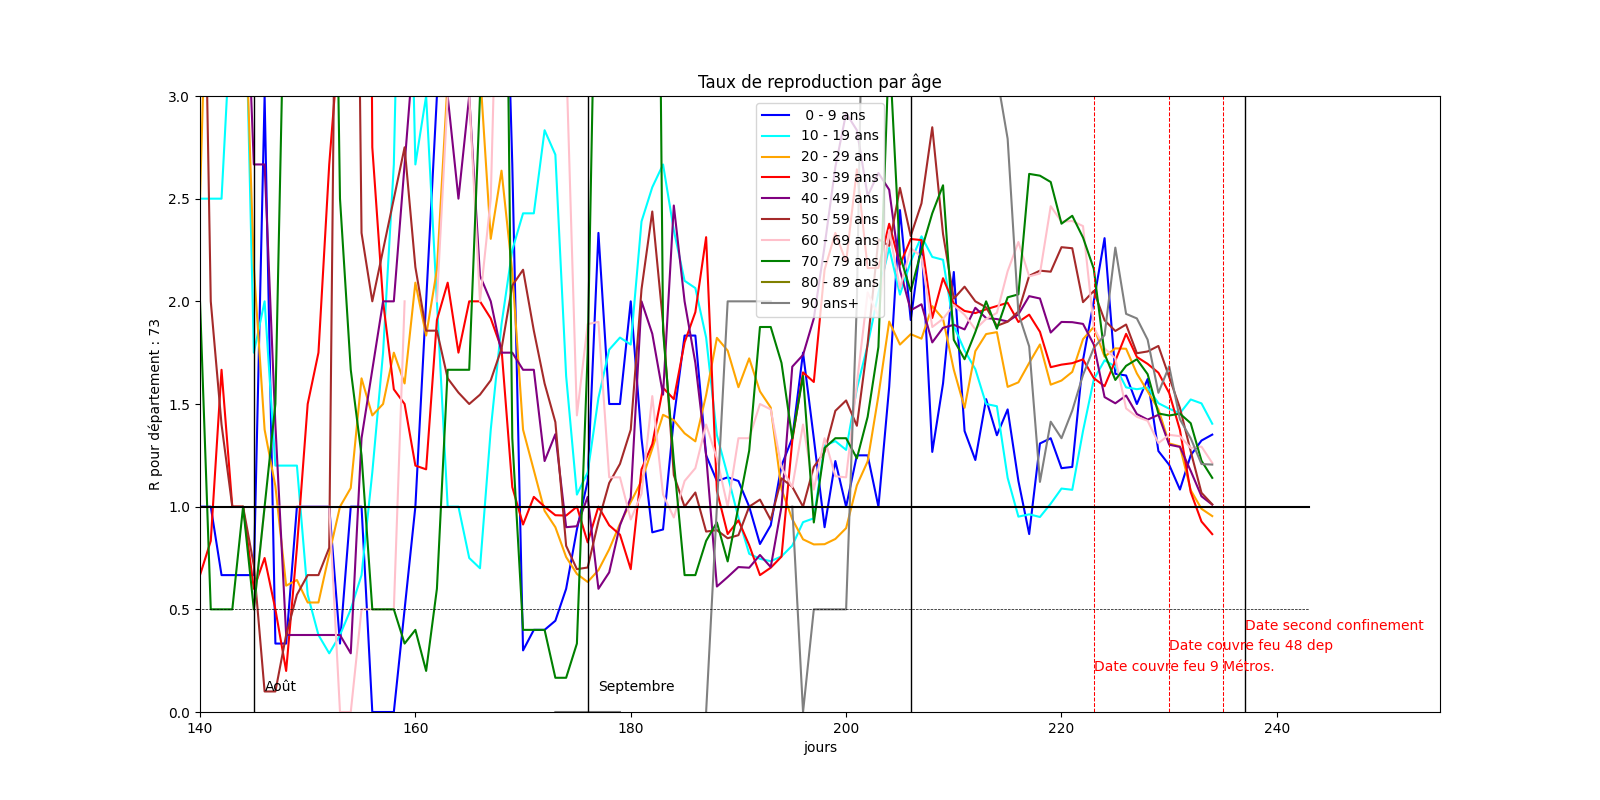 Taux de reproduction par âge
R pour département : 73
3.0
2.5
2.0
1.5
1.0
0.5
0.0
0 - 9 ans
10 - 19 ans
20 - 29 ans
30 - 39 ans
40 - 49 ans
50 - 59 ans
60 - 69 ans
70 - 79 ans
80 - 89 ans
90 ans+
Date second confinement
Date couvre feu 48 dep
Date couvre feu 9 Métros.
Août
Septembre
140
160
180
200
220
240
jours